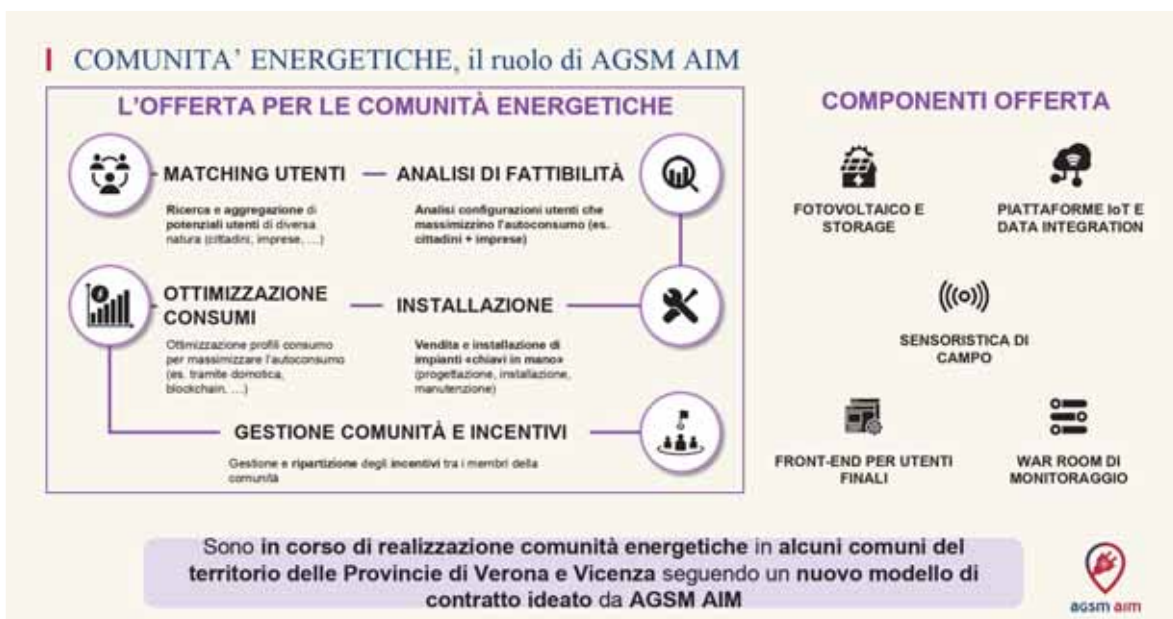 COMUNITA' ENERGETICHE, il ruolo di AGSM AIM
L'OFFERTA PER LE COMUNITÀ ENERGETICHE
MATCHING UTENTI
Ricerca e aggregazione di
potenziali utenti di diversa
natura (cittadini, imprese, ...)
ANALISI DI FATTIBILITÀ
Analisi configurazioni utenti che
massimizzino l'autoconsumo (es.
cittadini + imprese)
OTTIMIZZAZIONE
CONSUMI
Ottimizzazione profili consumo
per massimizzare l'autoconsumo
(es. tramite domotica,
blockchain, ...)
INSTALLAZIONE
Vendita e installazione di
impianti «chiavi in mano»
(progettazione, installazione,
manutenzione)
GESTIONE COMUNITÀ E INCENTIVI
Gestione e ripartizione degli incentivi tra i membri della
comunità
COMPONENTI OFFERTA
FOTOVOLTAICO E
STORAGE
PIATTAFORME IoT E
DATA INTEGRATION
SENSORISTICA DI
CAMPO
FRONT-END PER UTENTI
FINALI
WAR ROOM DI
MONITORAGGIO
Sono in corso di realizzazione comunità energetiche in alcuni comuni del
territorio delle Provincie di Verona e Vicenza seguendo un nuovo modello di
contratto ideato da AGSM AIM
agsm aim